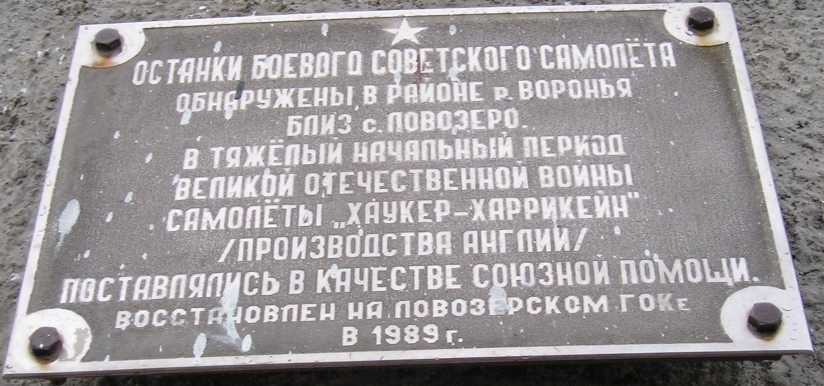 ОСТАНКИ БОЕВОГО СОВЕТСКОГО САМОЛЁТА
ОБНАРУЖЕНЫ В РАЙОНЕ р. ВОРОНЬЯ
БЛИЗ с. ЛОВОЗЕРО.
В ТЯЖЁЛЫЙ НАЧАЛЬНЫЙ ПЕРИОД
ВЕЛИКОЙ ОТЕЧЕСТВЕННОЙ ВОЙНЫ
САМОЛЁТЫ „ХАУКЕР-ХАРРИКЕЙН"
/ПРОИЗВОДСТВА АНГЛИИ/
ПОСТАВЛЯЛИСЬ В КАЧЕСТВЕ СОЮЗНОЙ ПОМОЩИ.
ВОССТАНОВЛЕН НА ЛОВОЗЕРСКОМ ГОКе
В 1989 г.